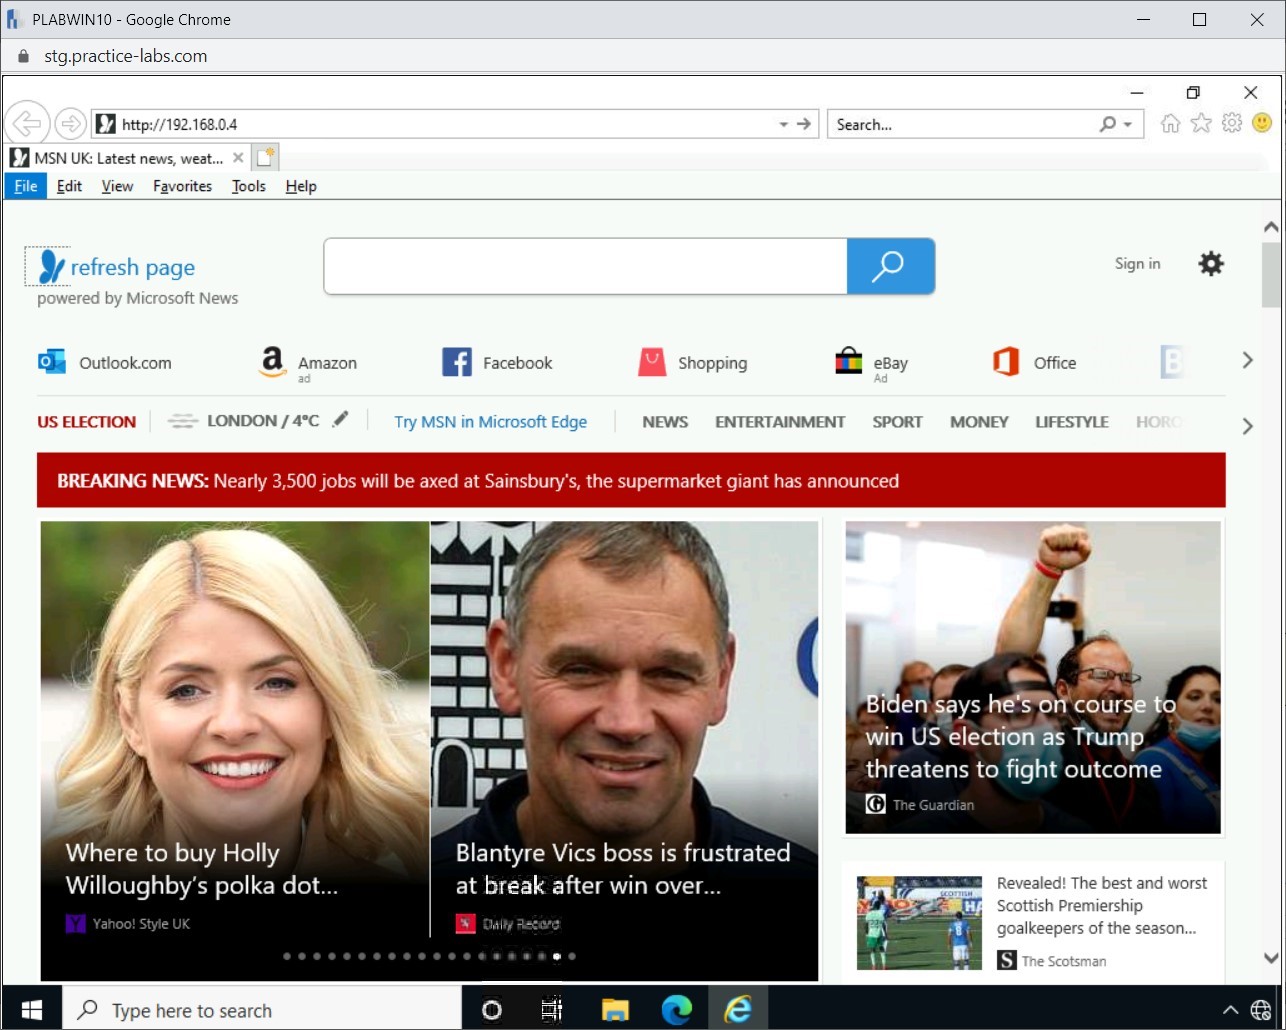 PLABWIN10 - Google Chrome
stg.practice-labs.com
http://192.168.0.4
Search...
MSN UK: Latest news, weat...
File Edit View Favorites Tools Help
refresh page
powered by Microsoft News
Sign in
Outlook.com
Amazon
ad
Facebook
Shopping
eBay
Ad
Office
B
US ELECTION
LONDON / 4°C
Try MSN in Microsoft Edge
NEWS ENTERTAINMENT SPORT MONEY LIFESTYLE HORO
BREAKING NEWS: Nearly 3,500 jobs will be axed at Sainsbury's, the supermarket giant has announced
Where to buy Holly
Willoughby's polka dot...
Yahoo! Style UK
Blantyre Vics boss is frustrated
at break after win over...
Daily Record
Biden says he's on course to
win US election as Trump
threatens to fight outcome
The Guardian
SCOTTISH
HA
Revealed! The best and worst
Scottish Premiership
goalkeepers of the season...
The Scotsman
Type here to search